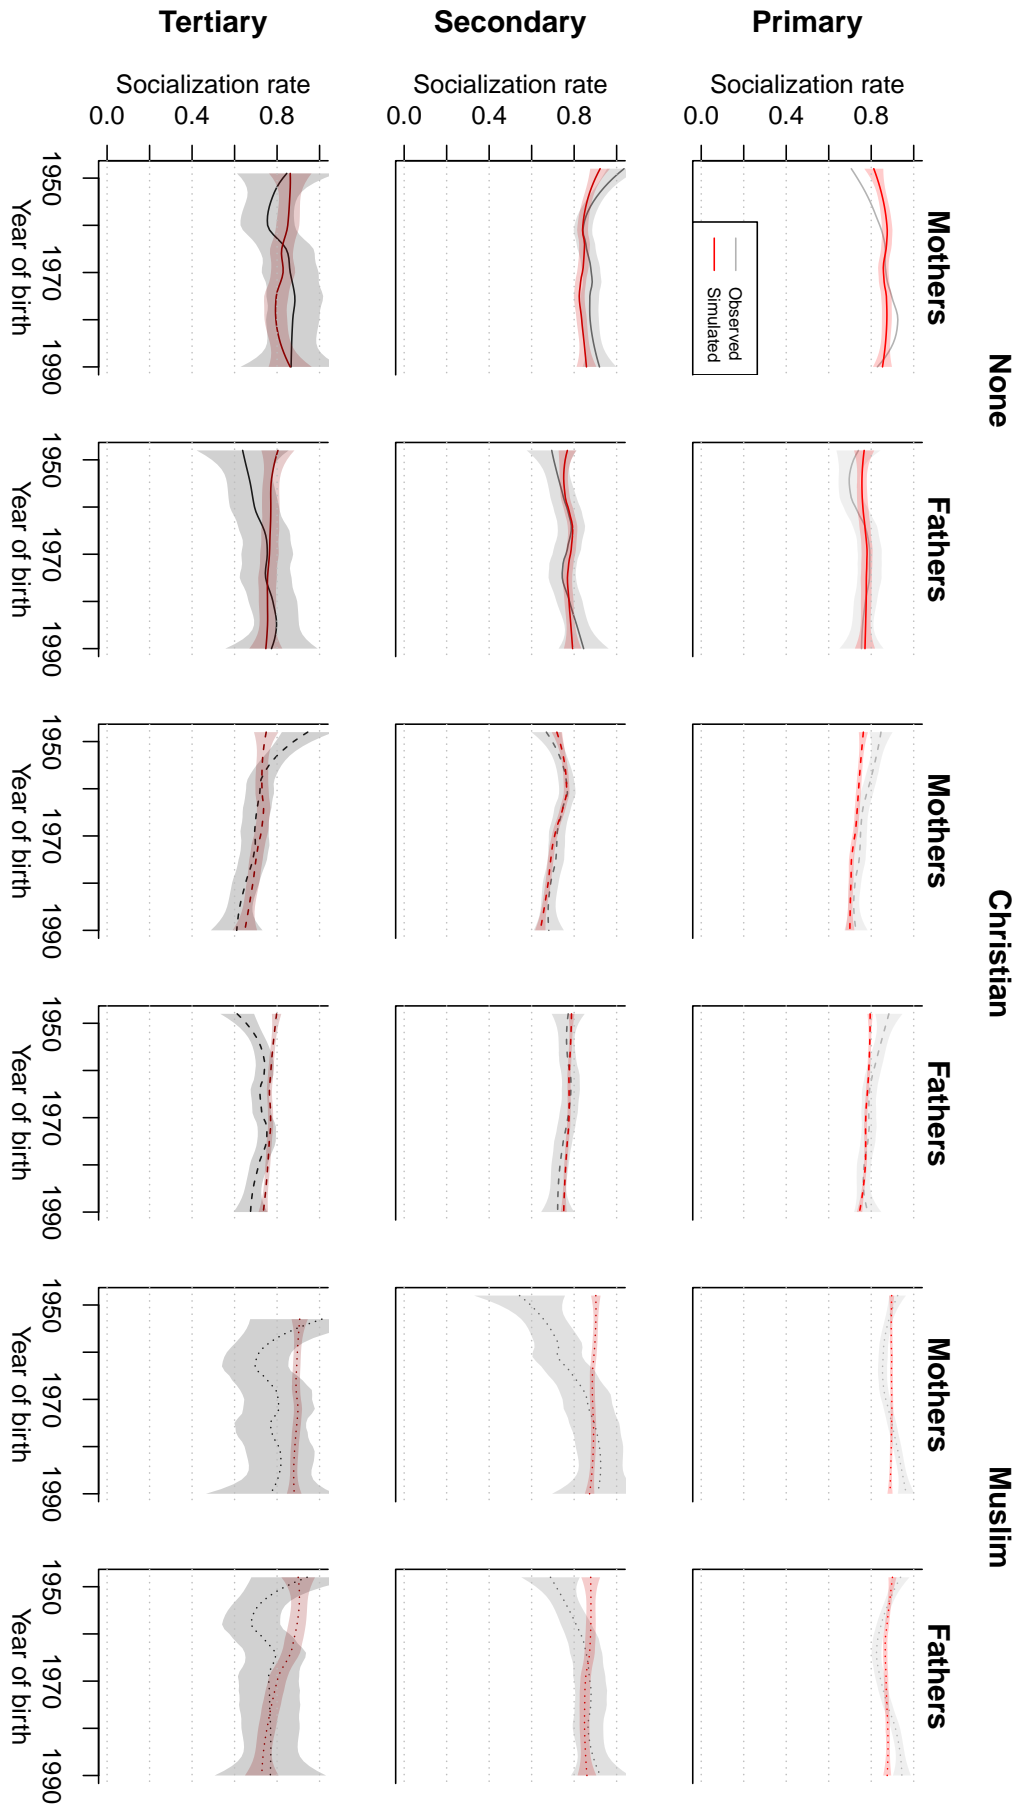 None
Christian
Muslim
Mothers
Fathers
Mothers
Fathers
Mothers
Fathers
Primary
Socialization rate
0.0 0.4 0.8
Observed
Simulated
Secondary
Socialization rate
0.0 0.4 0.8
Tertiary
Socialization rate
0.0 0.4 0.8
1950 1970 1990
Year of birth
1950 1970 1990
Year of birth
1950 1970 1990
Year of birth
1950 1970 1990
Year of birth
1950 1970 1990
Year of birth
1950 1970 1990
Year of birth